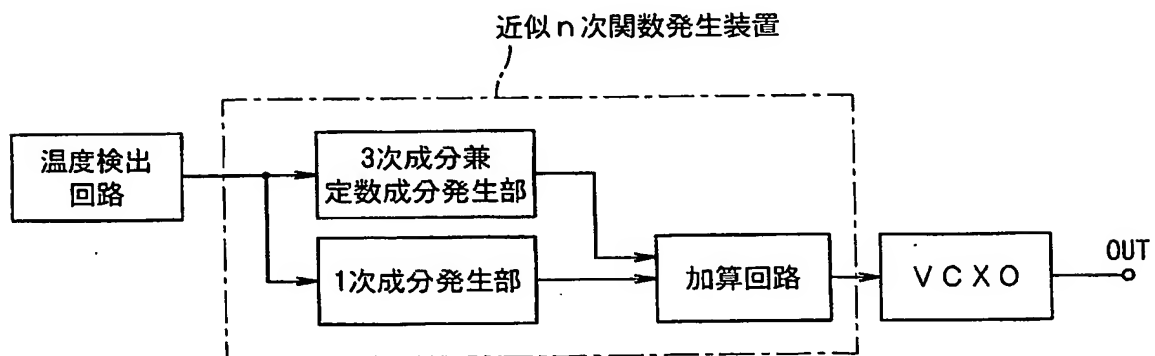 近似n次関数発生装置
温度検出
回路
3次成分兼
定数成分発生部
1次成分発生部
加算回路
VCXO
OUT